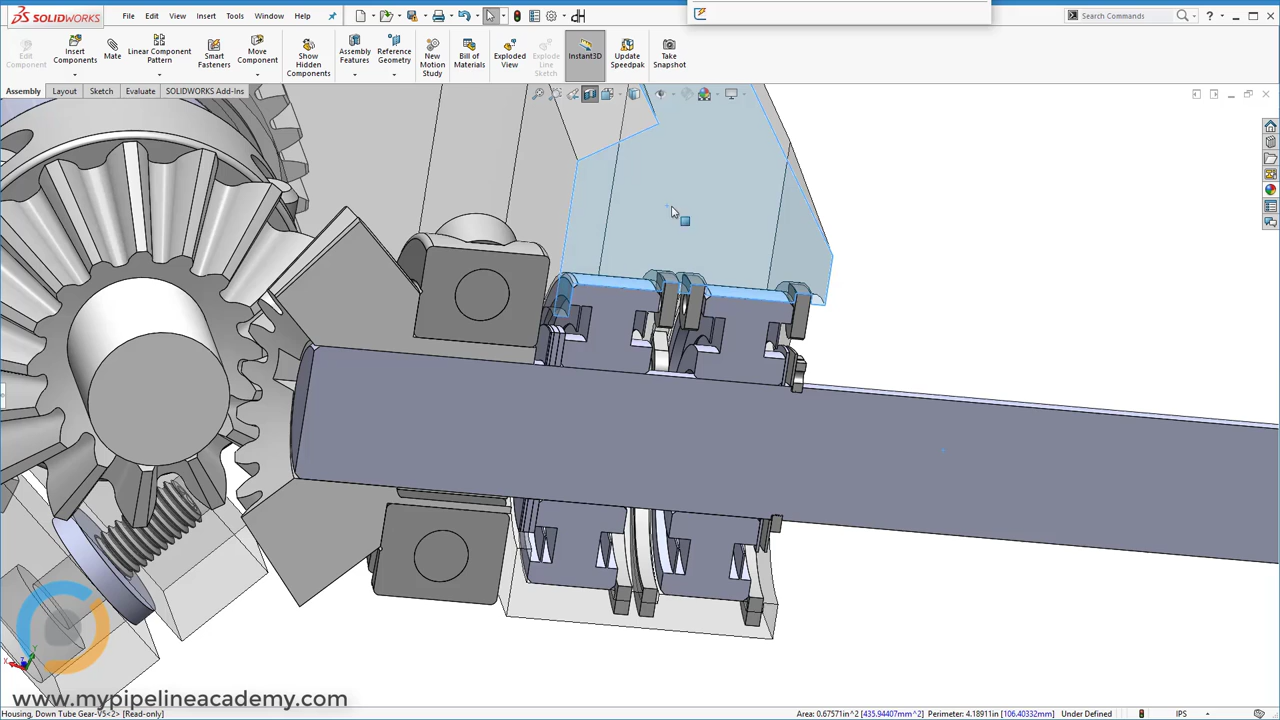 SOLIDWORKS
File Edit View Insert Tools Window Help
Search Commands
Edit Component
Insert Components
Mate
Linear Component Pattern
Smart Fasteners
Move Component
Show Hidden Components
Assembly Features
Reference Geometry
New Motion Study
Bill of Materials
Exploded View
Explode Line Sketch
Instant3D
Update Speedpak
Take Snapshot
Assembly Layout Sketch Evaluate SOLIDWORKS Add-Ins
X Y Z
www.mypipelineacademy.com/
Housing, Down Tube Gear-V5<2> [Read-only] Area: 0.67571in^2 [435.94407mm^2] Perimeter: 4.18911in [106.40332mm] Under Defined IPS